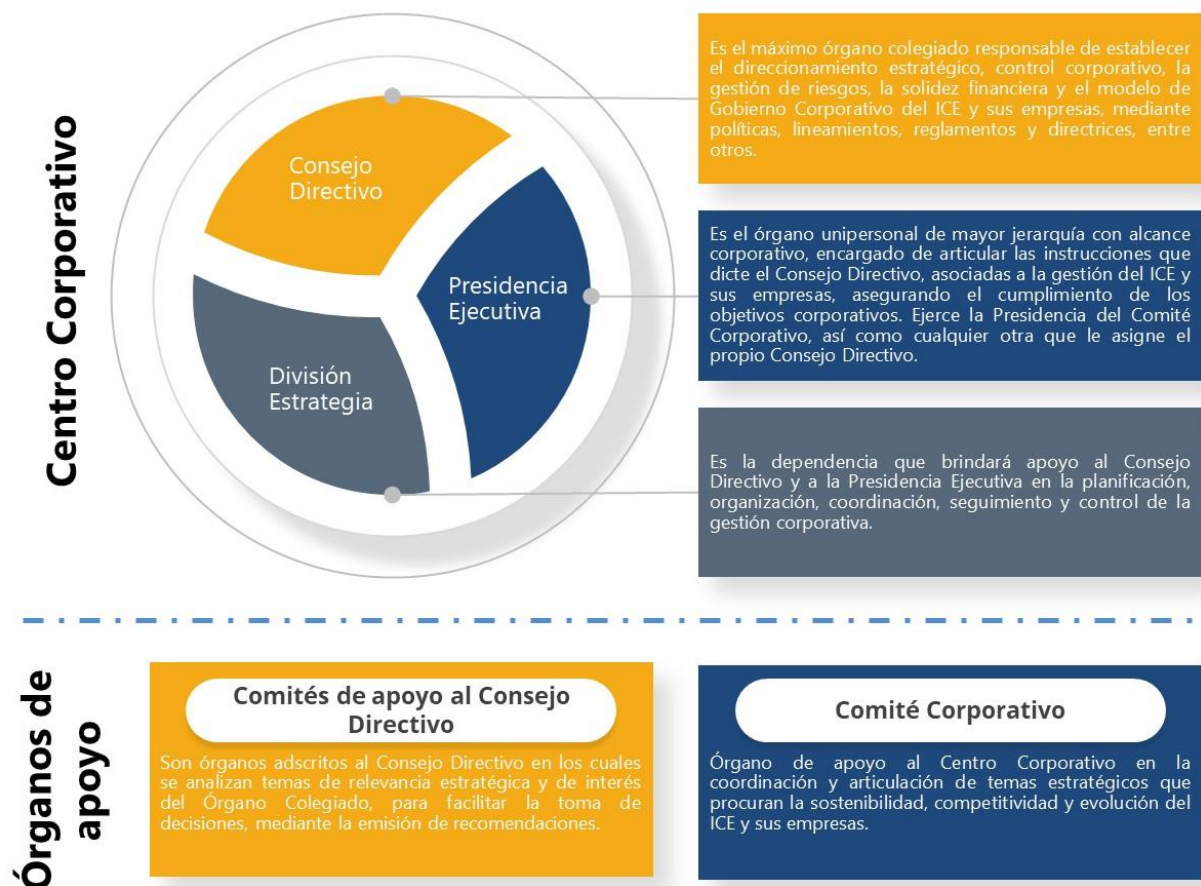 Centro Corporativo
Consejo
Directivo
Presidencia
Ejecutiva
División
Estrategia
Es el máximo órgano colegiado responsable de establecer
el direccionamiento estratégico, control corporativo, la
gestión de riesgos, la solidez financiera y el modelo de
Gobierno Corporativo del ICE y sus empresas, mediante
políticas, lineamientos, reglamentos y directrices, entre
otros.
Es el órgano unipersonal de mayor jerarquía con alcance
corporativo, encargado de articular las instrucciones que
dicte el Consejo Directivo, asociadas a la gestión del ICE y
sus empresas, asegurando el cumplimiento de los
objetivos corporativos. Ejerce la Presidencia del Comité
Corporativo, así como cualquier otra que le asigne el
propio Consejo Directivo.
Es la dependencia que brindará apoyo al Consejo
Directivo y a la Presidencia Ejecutiva en la planificación,
organización, coordinación, seguimiento y control de la
gestión corporativa.
Órganos de
apoyo
Comités de apoyo al Consejo
Directivo
Son órganos adscritos al Consejo Directivo en los cuales
se analizan temas de relevancia estratégica y de interés
del Órgano Colegiado, para facilitar la toma de
decisiones, mediante la emisión de recomendaciones.
Comité Corporativo
Órgano de apoyo al Centro Corporativo en la
coordinación y articulación de temas estratégicos que
procuran la sostenibilidad, competitividad y evolución del
ICE y sus empresas.